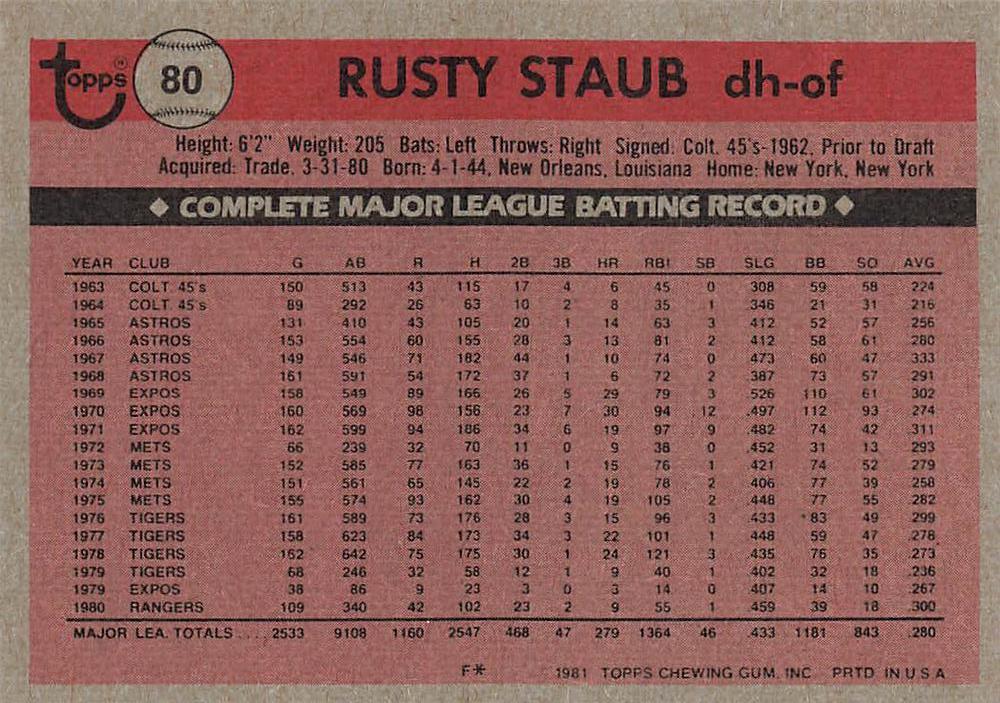 topps® 80 RUSTY STAUB dh-of
Height: 6'2" Weight: 205 Bats: Left Throws: Right Signed: Colt. 45's-1962, Prior to Draft
Acquired: Trade, 3-31-80 Born: 4-1-44, New Orleans, Louisiana Home: New York, New York
◆ COMPLETE MAJOR LEAGUE BATTING RECORD ◆
YEAR CLUB G AB R H 2B 3B HR RBI SB SLG BB SO AVG
1963 COLT. 45's 150 513 43 115 17 4 6 45 0 .308 59 58 .224
1964 COLT. 45's 89 292 26 63 10 2 8 35 1 .346 21 31 .216
1965 ASTROS 131 410 43 105 20 1 14 63 3 .412 52 57 .256
1966 ASTROS 153 554 60 155 28 3 13 81 2 .412 58 61 .280
1967 ASTROS 149 546 71 182 44 1 10 74 0 .473 60 47 .333
1968 ASTROS 161 591 54 172 37 1 6 72 2 .387 73 57 .291
1969 EXPOS 158 549 89 166 26 5 29 79 3 .526 110 61 .302
1970 EXPOS 160 569 98 156 23 7 30 94 12 .497 112 93 .274
1971 EXPOS 162 599 94 186 34 6 19 97 9 .482 74 42 .311
1972 METS 66 239 32 70 11 0 9 38 0 .452 31 13 .293
1973 METS 152 585 77 163 36 1 15 76 1 .421 74 52 .279
1974 METS 151 561 65 145 22 2 19 78 2 .406 77 39 .258
1975 METS 155 574 93 162 30 4 19 105 2 .448 77 55 .282
1976 TIGERS 161 589 73 176 28 3 15 96 3 .433 83 49 .299
1977 TIGERS 158 623 84 173 34 3 22 101 1 .448 59 47 .278
1978 TIGERS 162 642 75 175 30 1 24 121 3 .435 76 35 .273
1979 TIGERS 68 246 32 58 12 1 9 40 1 .402 32 18 .236
1979 EXPOS 38 86 9 23 3 0 3 14 0 .407 14 10 .267
1980 RANGERS 109 340 42 102 23 2 9 55 1 .459 39 18 .300
MAJOR LEA. TOTALS .... 2533 9108 1160 2547 468 47 279 1364 46 .433 1181 843 .280
F* 1981 TOPPS CHEWING GUM, INC PRTD IN U S A